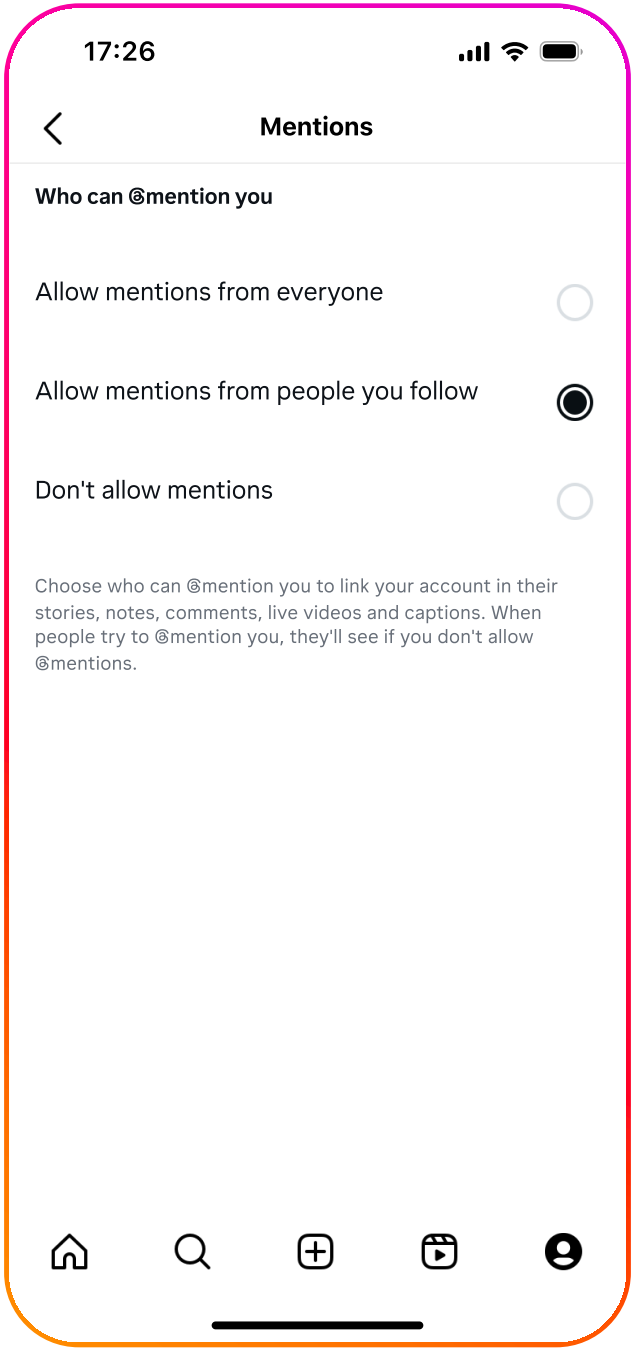 17:26
Mentions
Who can @mention you
Allow mentions from everyone
Allow mentions from people you follow
Don't allow mentions
Choose who can @mention you to link your account in their
stories, notes, comments, live videos and captions. When
people try to @mention you, they'll see if you don't allow
@mentions.